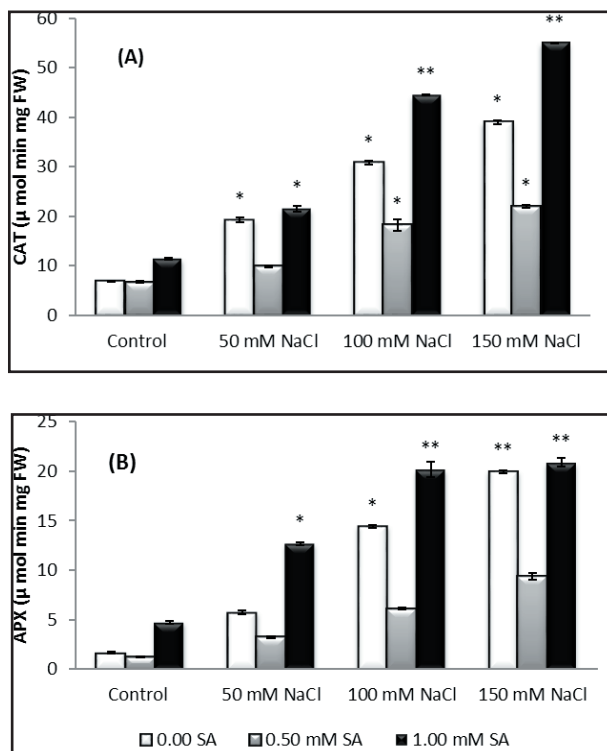 (A)
CAT (µ mol min mg FW)
60
50
40
30
20
10
0
* * * * ** * * **
Control 50 mM NaCl 100 mM NaCl 150 mM NaCl
(B)
APX (µ mol min mg FW)
25
20
15
10
5
0
* * ** ** **
Control 50 mM NaCl 100 mM NaCl 150 mM NaCl
0.00 SA 0.50 mM SA 1.00 mM SA